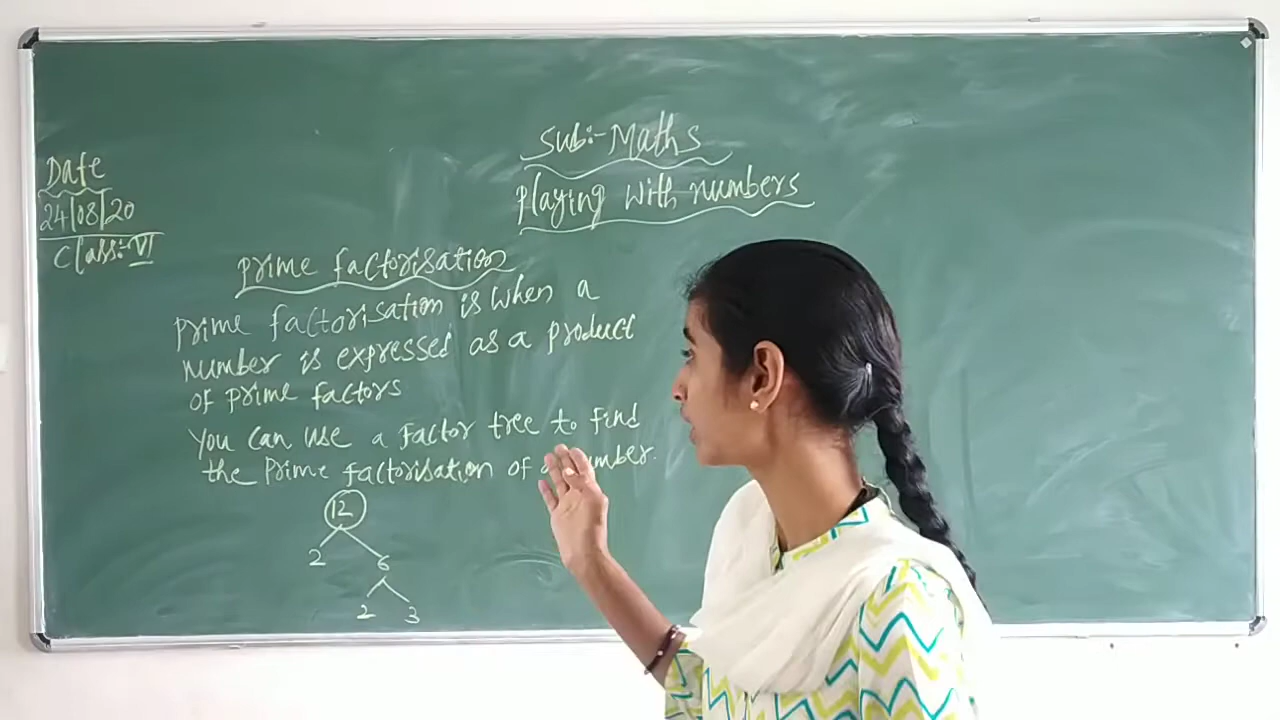 Sub:- Maths
Playing with numbers
Date
24/08/20
Class:- VI
Prime factorisation
Prime factorisation is when a
number is expressed as a product
of prime factors
You can use a Factor tree to find
the Prime factorisation of a number.
12
2 6
2 3